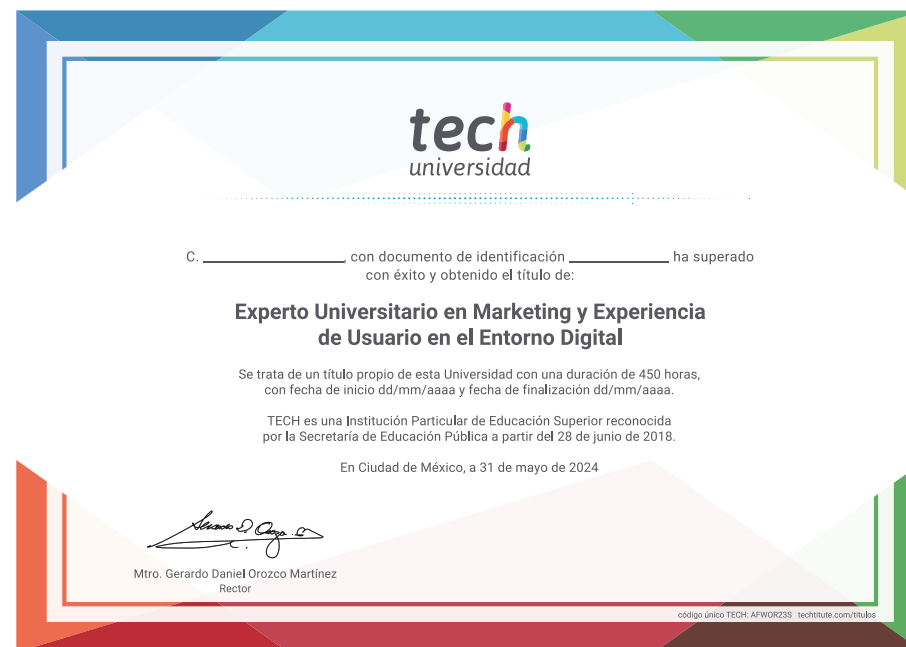 tech
universidad
C. ____________________, con documento de identificación ______________ ha superado
con éxito y obtenido el título de:
Experto Universitario en Marketing y Experiencia
de Usuario en el Entorno Digital
Se trata de un título propio de esta Universidad con una duración de 450 horas,
con fecha de inicio dd/mm/aaaa y fecha de finalización dd/mm/aaaa.
TECH es una Institución Particular de Educación Superior reconocida
por la Secretaría de Educación Pública a partir del 28 de junio de 2018.
En Ciudad de México, a 31 de mayo de 2024
Mtro. Gerardo Daniel Orozco Martínez
Rector
código único TECH: AFWOR23S techtitute.com/titulos